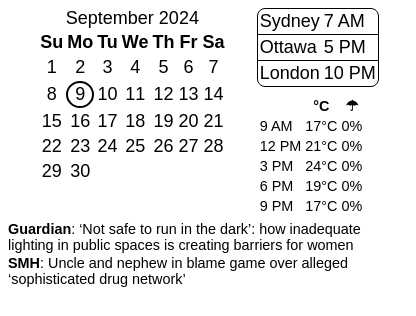 September 2024
Su Mo Tu We Th Fr Sa
1 2 3 4 5 6 7
8 9 10 11 12 13 14
15 16 17 18 19 20 21
22 23 24 25 26 27 28
29 30
Sydney 7 AM
Ottawa 5 PM
London 10 PM
°C ☂
9 AM 17°C 0%
12 PM 21°C 0%
3 PM 24°C 0%
6 PM 19°C 0%
9 PM 17°C 0%
Guardian: ‘Not safe to run in the dark’: how inadequate
lighting in public spaces is creating barriers for women
SMH: Uncle and nephew in blame game over alleged
‘sophisticated drug network’